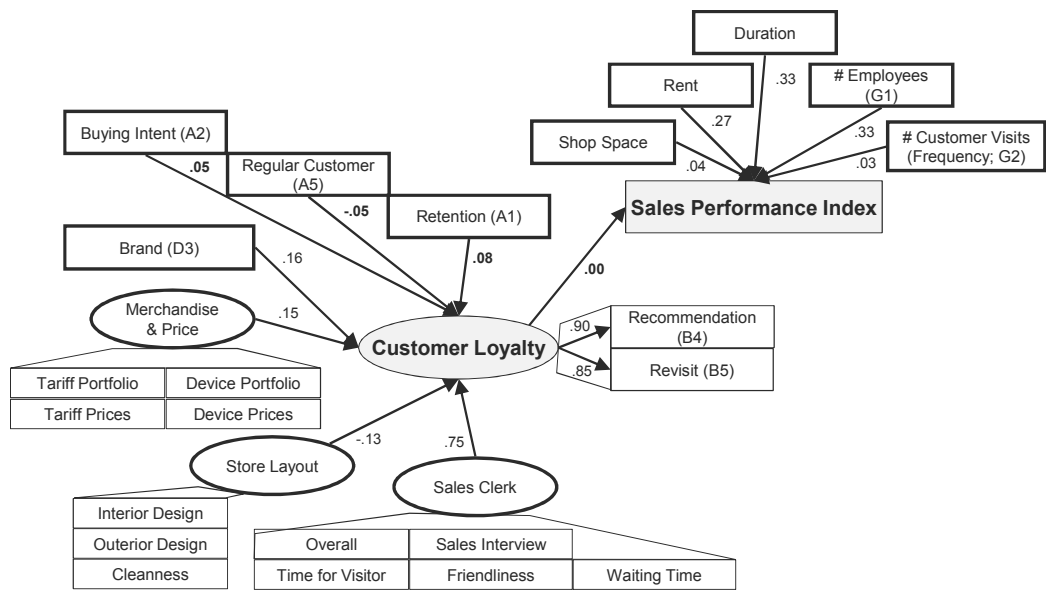 Duration
Rent
# Employees
(G1)
.33
.27
Shop Space
.33
# Customer Visits
(Frequency; G2)
.04
.03
Buying Intent (A2)
.05
Regular Customer
(A5)
-.05
Retention (A1)
Sales Performance Index
Brand (D3)
.16
.08
.00
Merchandise
& Price
.15
Customer Loyalty
.90
Recommendation
(B4)
.85
Revisit (B5)
Tariff Portfolio
Device Portfolio
Tariff Prices
Device Prices
-.13
.75
Store Layout
Sales Clerk
Interior Design
Outerior Design
Cleanness
Overall
Sales Interview
Time for Visitor
Friendliness
Waiting Time